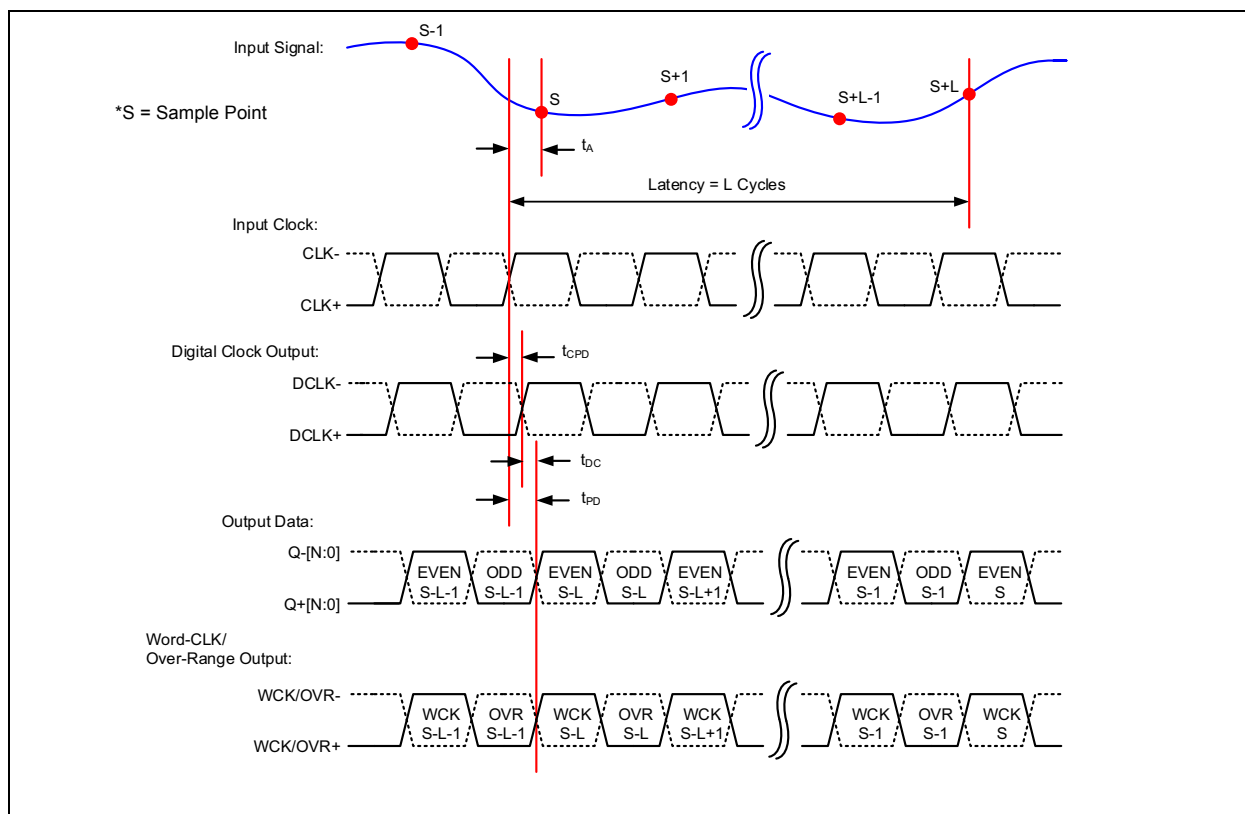 Input Signal:
S-1
S
S+1
S+L-1
S+L
*S = Sample Point
tA
Latency = L Cycles
Input Clock:
CLK-
CLK+
Digital Clock Output:
tCPD
DCLK-
DCLK+
tDC
tPD
Output Data:
Q-[N:0]
Q+[N:0]
EVEN ODD EVEN ODD EVEN EVEN ODD EVEN
S-L-1 S-L-1 S-L S-L S-L+1 S-1 S-1 S
Word-CLK/
Over-Range Output:
WCK/OVR-
WCK/OVR+
WCK OVR WCK OVR WCK WCK OVR WCK
S-L-1 S-L-1 S-L S-L S-L+1 S-1 S-1 S